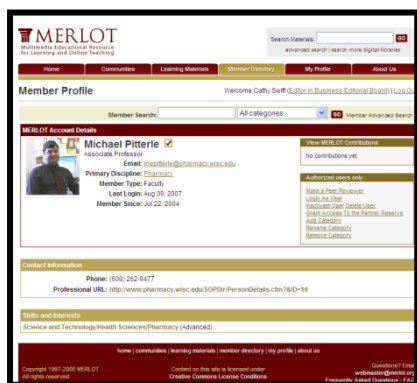 MERLOT
Multimedia Educational Resource
for Learning and Online Teaching
Search Materials: GO
advanced search | search more digital libraries
Home Communities Learning Materials Member Directory My Profile About Us
Member Profile
Welcome Cathy Swift (Editor in Business Editorial Board) | Log Ou
Member Search: All categories GO Member Advanced Search
MERLOT Account Details
Michael Pitterle
Associate Professor
Email: mepitterle@pharmacy.wisc.edu
Primary Discipline: Pharmacy
Member Type: Faculty
Last Login: Aug 09, 2007
Member Since: Jul 22, 2004
View MERLOT Contributions:
No contributions yet
Authorized users only
Make a Peer Reviewer
Login As User
Inactivate User Delete User
Grant Access To the Partner Reserve
Add Category
Rename Category
Remove Category
Contact Information
Phone: (608) 262-9477
Professional URL: http://www.pharmacy.wisc.edu/SOPDir/PersonDetails.cfm?&ID=16
Skills and Interests
Science and Technology/Health Sciences/Pharmacy (Advanced)
home | communities | learning materials | member directory | my profile | about us
Copyright 1997-2008 MERLOT.
All rights reserved.
Content on this site is licensed under
Creative Commons License Conditions
Questions? Emai
webmaster@merlot.org
Frequently Asked Questions - FAQ